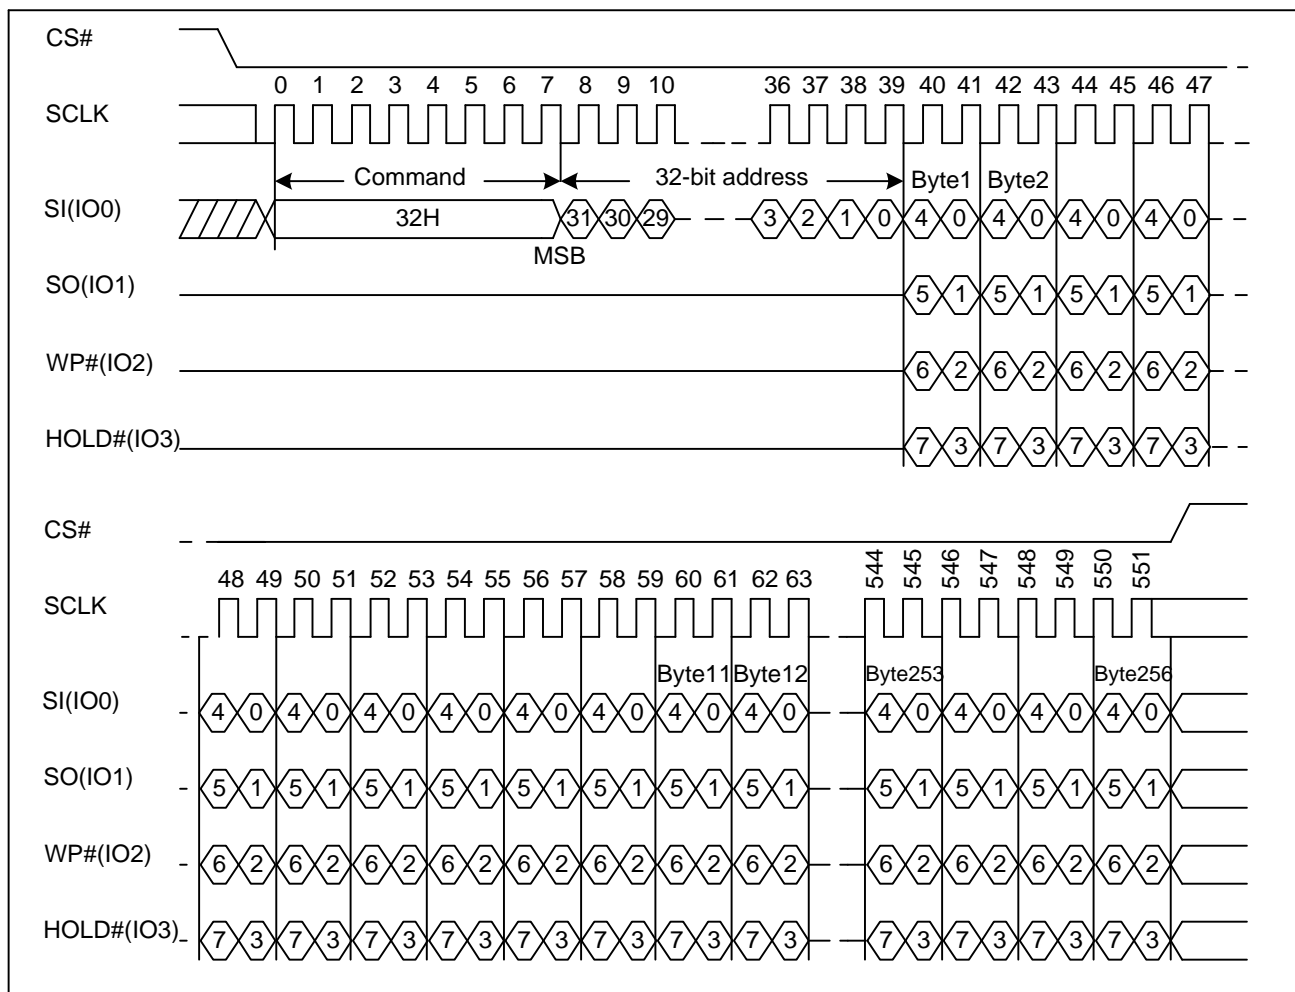 CS#
0 1 2 3 4 5 6 7 8 9 10 36 37 38 39 40 41 42 43 44 45 46 47
SCLK
Command 32-bit address Byte1 Byte2
SI(IO0) 32H 31 30 29 3 2 1 0 4 0 4 0 4 0 4 0
MSB
SO(IO1) 5 1 5 1 5 1 5 1
WP#(IO2) 6 2 6 2 6 2 6 2
HOLD#(IO3) 7 3 7 3 7 3 7 3
CS#
48 49 50 51 52 53 54 55 56 57 58 59 60 61 62 63 544 545 546 547 548 549 550 551
SCLK
Byte11 Byte12 Byte253 Byte256
SI(IO0) 4 0 4 0 4 0 4 0 4 0 4 0 4 0 4 0 4 0 4 0 4 0 4 0
SO(IO1) 5 1 5 1 5 1 5 1 5 1 5 1 5 1 5 1 5 1 5 1 5 1 5 1
WP#(IO2) 6 2 6 2 6 2 6 2 6 2 6 2 6 2 6 2 6 2 6 2 6 2 6 2
HOLD#(IO3) 7 3 7 3 7 3 7 3 7 3 7 3 7 3 7 3 7 3 7 3 7 3 7 3